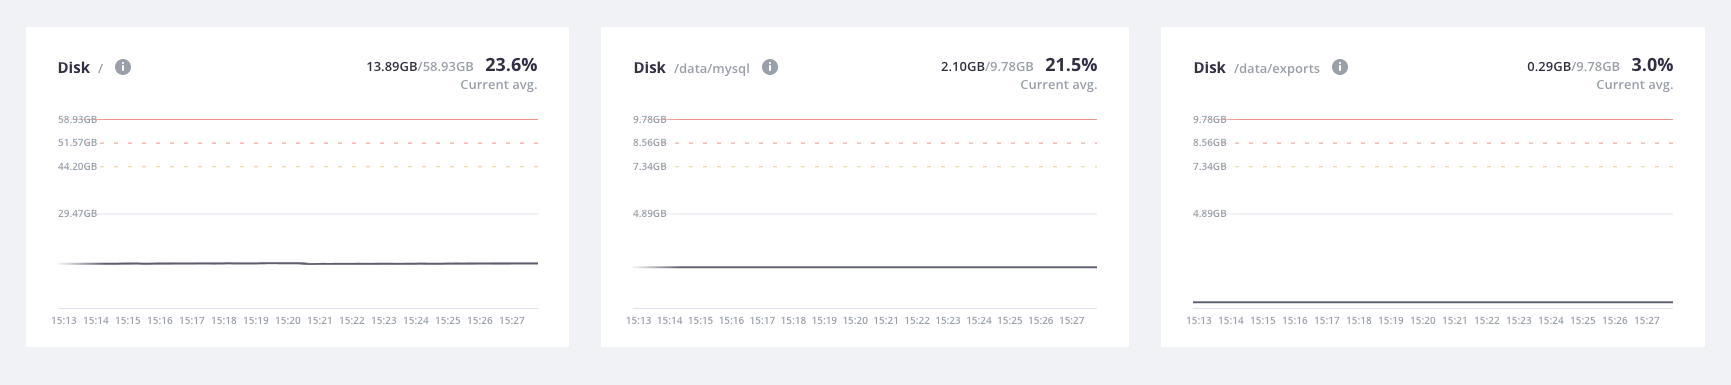 Disk / i 13.89GB/58.93GB 23.6%
Current avg.
58.93GB
51.57GB
44.20GB
29.47GB
15:13 15:14 15:15 15:16 15:17 15:18 15:19 15:20 15:21 15:22 15:23 15:24 15:25 15:26 15:27
Disk /data/mysql i 2.10GB/9.78GB 21.5%
Current avg.
9.78GB
8.56GB
7.34GB
4.89GB
15:13 15:14 15:15 15:16 15:17 15:18 15:19 15:20 15:21 15:22 15:23 15:24 15:25 15:26 15:27
Disk /data/exports i 0.29GB/9.78GB 3.0%
Current avg.
9.78GB
8.56GB
7.34GB
4.89GB
15:13 15:14 15:15 15:16 15:17 15:18 15:19 15:20 15:21 15:22 15:23 15:24 15:25 15:26 15:27